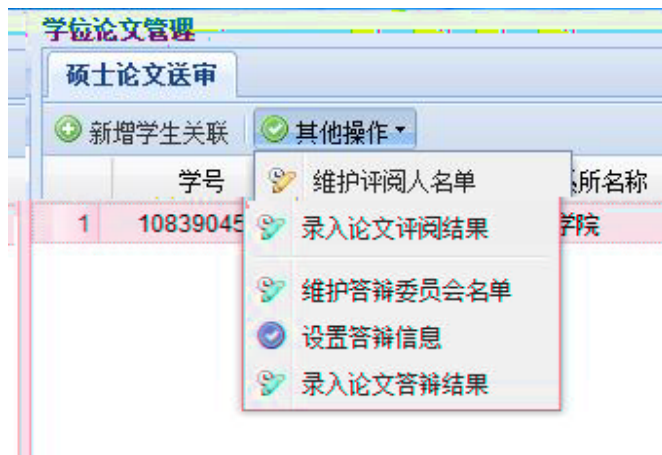 学位论文管理
硕士论文送审
新增学生关联 其他操作
学号 所名称
1 10839045 学院
维护评阅人名单
录入论文评阅结果
维护答辩委员会名单
设置答辩信息
录入论文答辩结果